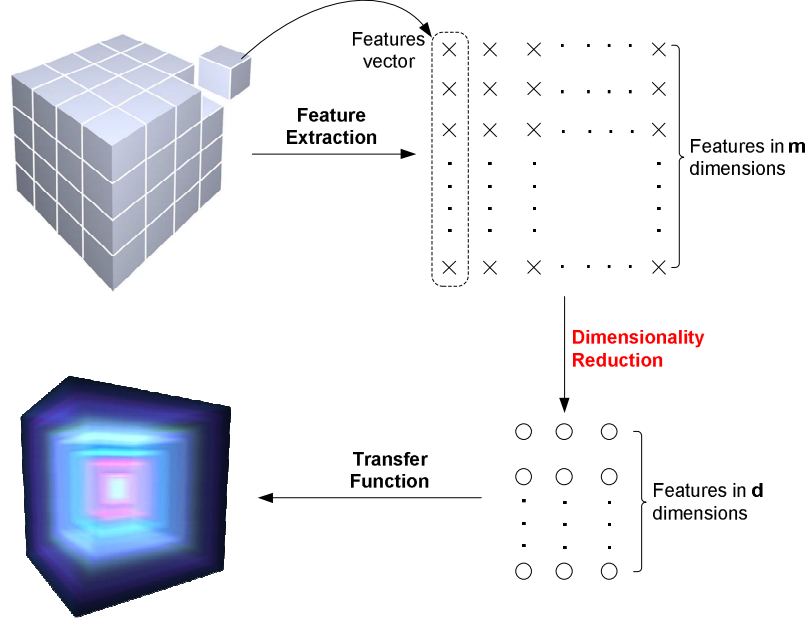 Features
vector
Feature
Extraction
Features in m
dimensions
Dimensionality
Reduction
Transfer
Function
Features in d
dimensions